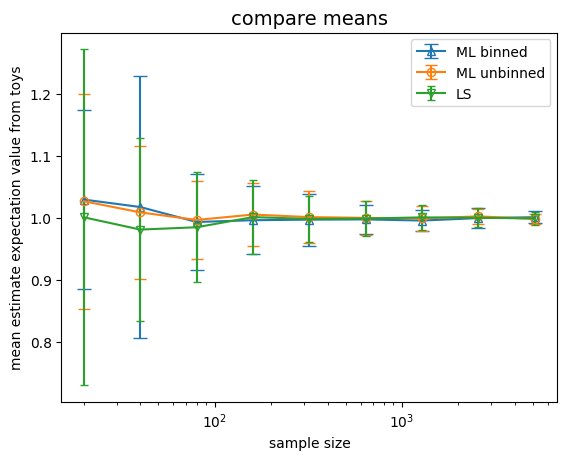 compare means
ML binned
ML unbinned
LS
mean estimate expectation value from toys
1.2
1.1
1.0
0.9
0.8
10²
10³
sample size